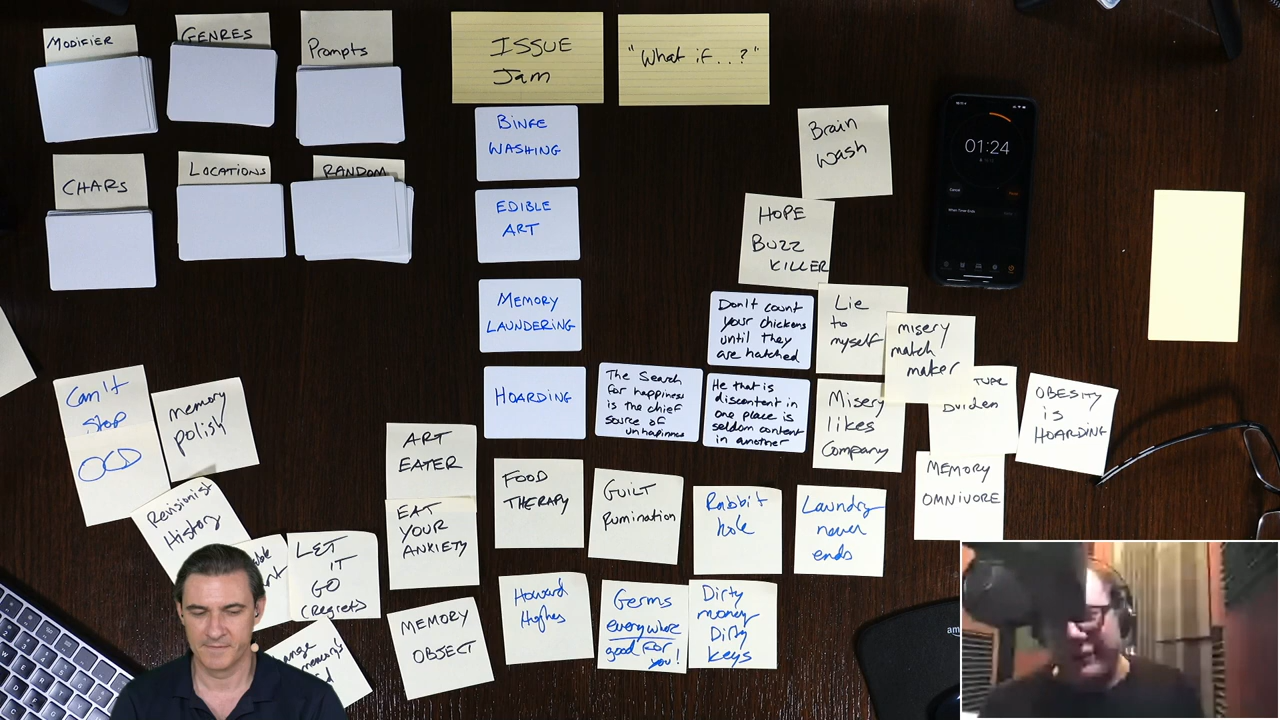 MODIFIER
GENRES
Prompts
CHARS
LOCATIONS
RANDOM
ISSUE
Jam
"What if..?"
BINGE
WASHING
EDIBLE
ART
MEMORY
LAUNDERING
HOARDING
Brain
Wash
HOPE
BUZZ
KILLER
Don't count
your chickens
until they
are hatched
Lie
to
myself
misery
match
maker
The Search
for happiness
is the chief
source of
unhappiness
He that is
discontent in
one place is
seldom content
in another
Misery
likes
Company
OBESITY
is
HOARDING
MEMORY
OMNIVORE
01:24
Cancel
When Timer Ends
Can't
stop
OCD
memory
polish
Revisionist
History
LET
IT
GO
(regrets)
ART
EATER
EAT
YOUR
ANXIETY
FOOD
THERAPY
GUILT
Rumination
Rabbit
hole
Laundry
never
ends
MEMORY
OBJECT
Howard
Hughes
Germs
everywhere
good for
you!
Dirty
money
Dirty
keys